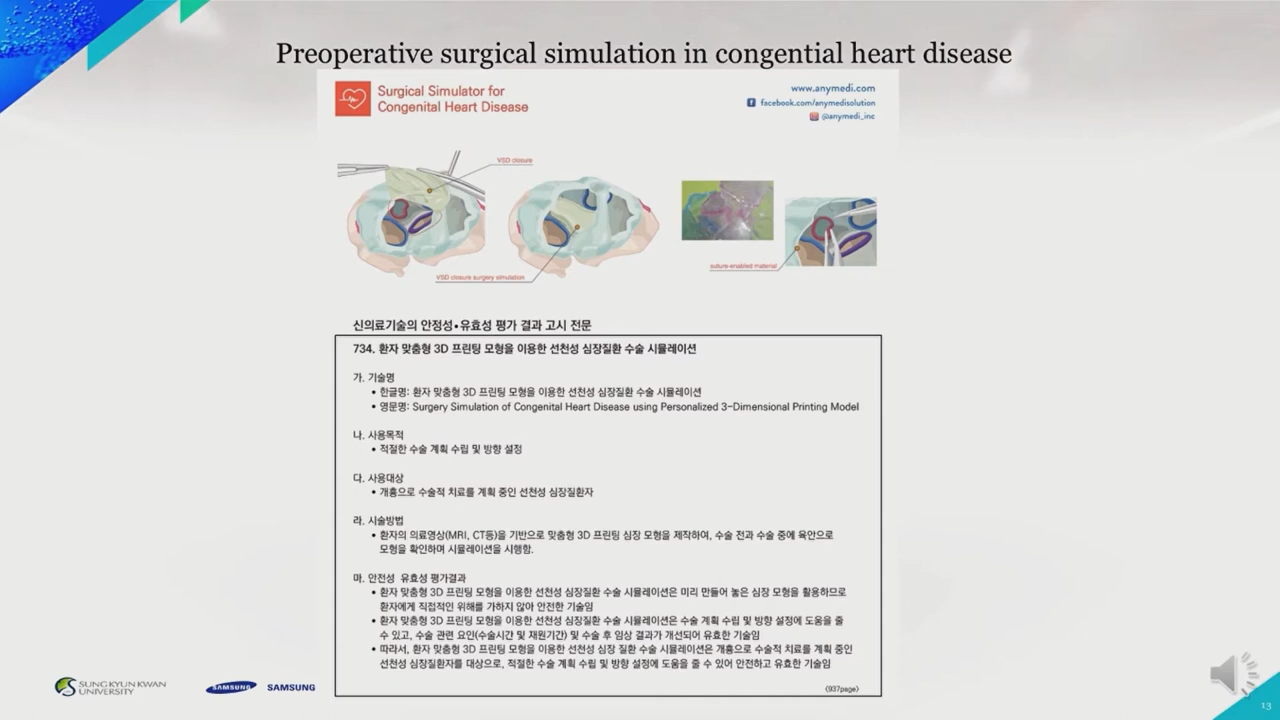 Preoperative surgical simulation in congential heart disease
Surgical Simulator for
Congenital Heart Disease
www.anymedi.com
facebook.com/anymedisolution
@anymedi_inc
VSD closure
VSD closure surgery simulation
suture enabled material
신의료기술의 안정성•유효성 평가 결과 고시 전문
734. 환자 맞춤형 3D 프린팅 모형을 이용한 선천성 심장질환 수술 시뮬레이션
가. 기술명
• 한글명: 환자 맞춤형 3D 프린팅 모형을 이용한 선천성 심장질환 수술 시뮬레이션
• 영문명: Surgery Simulation of Congenital Heart Disease using Personalized 3-Dimensional Printing Model
나. 사용목적
• 적절한 수술 계획 수립 및 방향 설정
다. 사용대상
• 개흉으로 수술적 치료를 계획 중인 선천성 심장질환자
라. 시술방법
• 환자의 의료영상(MRI, CT등)을 기반으로 맞춤형 3D 프린팅 심장 모형을 제작하여, 수술 전과 수술 중에 육안으로
모형을 확인하며 시뮬레이션을 시행함.
마. 안전성 유효성 평가결과
• 환자 맞춤형 3D 프린팅 모형을 이용한 선천성 심장질환 수술 시뮬레이션은 미리 만들어 놓은 심장 모형을 활용하므로
환자에게 직접적인 위해를 가하지 않아 안전한 기술임
• 환자 맞춤형 3D 프린팅 모형을 이용한 선천성 심장질환 수술 시뮬레이션은 수술 계획 수립 및 방향 설정에 도움을 줄
수 있고, 수술 관련 요인(수술시간 및 재원기간) 및 수술 후 임상 결과가 개선되어 유효한 기술임
• 따라서, 환자 맞춤형 3D 프린팅 모형을 이용한 선천성 심장 질환 수술 시뮬레이션은 개흉으로 수술적 치료를 계획 중인
선천성 심장질환자를 대상으로, 적절한 수술 계획 수립 및 방향 설정에 도움을 줄 수 있어 안전하고 유효한 기술임
(937page)
SUNG KYUN KWAN
UNIVERSITY
SAMSUNG
SAMSUNG
13